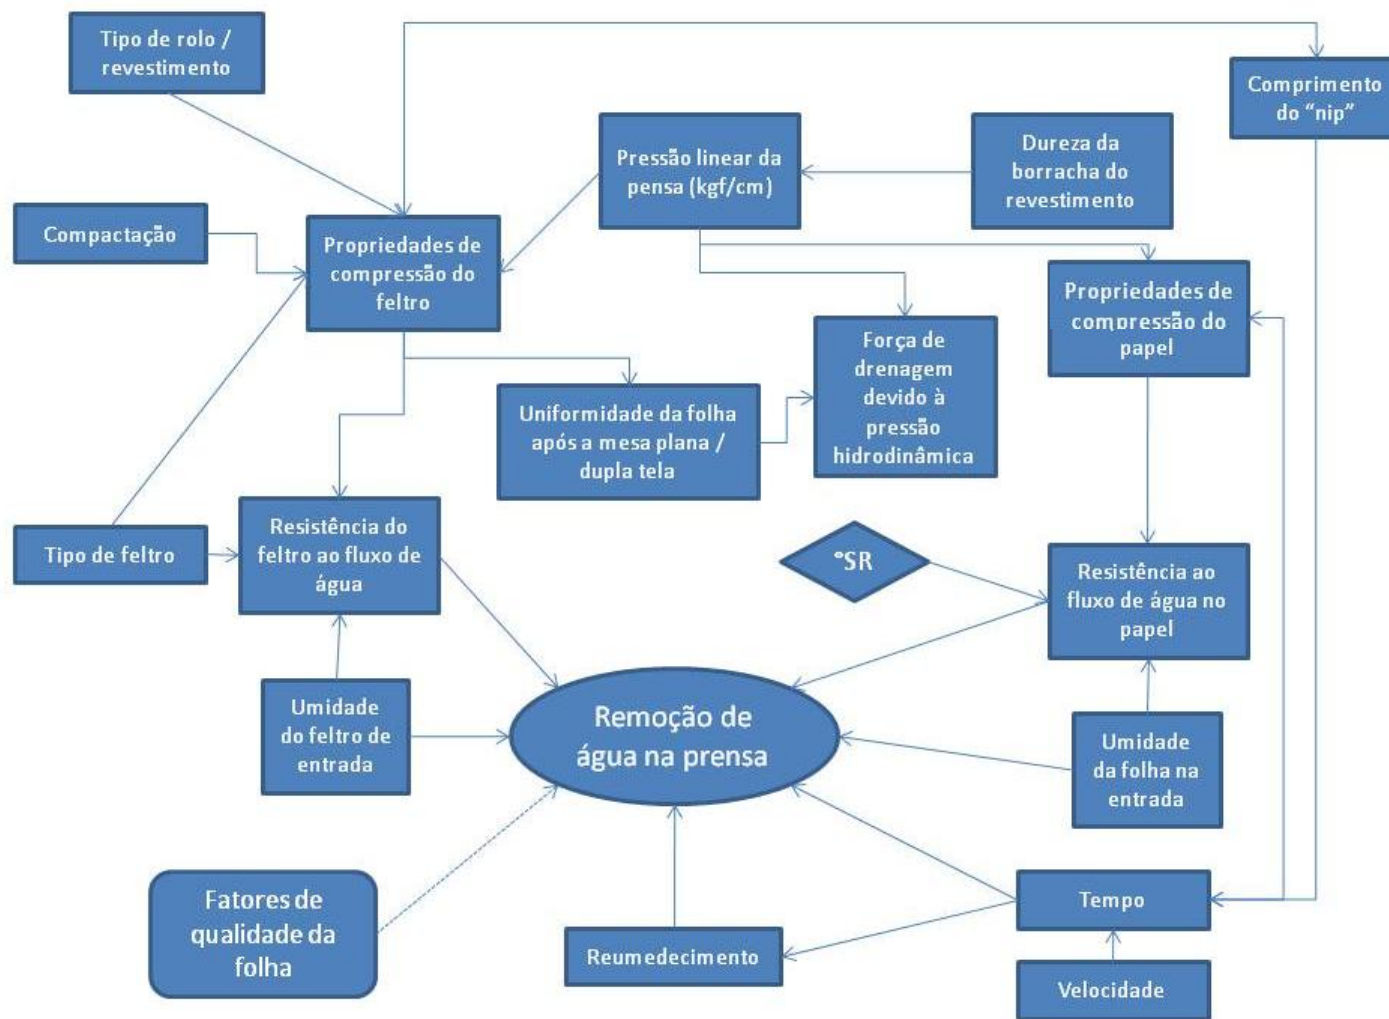 Tipo de rolo /
revestimento
Comprimento
do “nip”
Pressão linear da
pensa (kgf/cm)
Dureza da
borracha do
revestimento
Compactação
Propriedades de
compressão do
feltro
Propriedades de
compressão do
papel
Força de
drenagem
devido à
pressão
hidrodinâmica
Uniformidade da folha
após a mesa plana /
dupla tela
Tipo de feltro
Resistência do
feltro ao fluxo de
água
°SR
Resistência ao
fluxo de água no
papel
Umidade
do feltro de
entrada
Remoção de
água na prensa
Umidade
da folha na
entrada
Fatores de
qualidade da
folha
Reumedecimento
Tempo
Velocidade